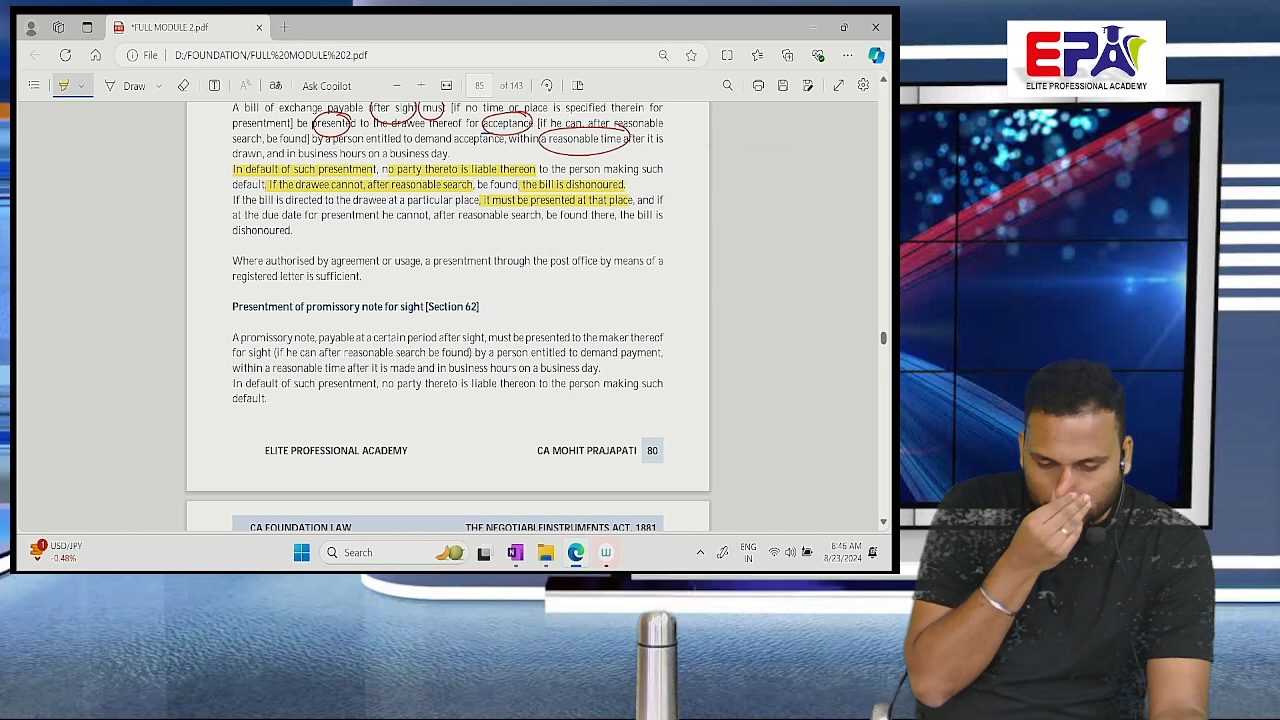 *FULL MODULE 2.pdf
File
D:/FOUNDATION/FULL%20MODULE
Draw
Ask Copilot
85 of 143
A bill of exchange payable after sight must [if no time or place is specified therein for
presentment], be presented to the drawee thereof for acceptance [if he can, after reasonable
search, be found] by a person entitled to demand acceptance, within a reasonable time after it is
drawn, and in business hours on a business day.
In default of such presentment, no party thereto is liable thereon to the person making such
default. If the drawee cannot, after reasonable search, be found, the bill is dishonoured.
If the bill is directed to the drawee at a particular place, it must be presented at that place, and if
at the due date for presentment he cannot, after reasonable search, be found there, the bill is
dishonoured.
Where authorised by agreement or usage, a presentment through the post office by means of a
registered letter is sufficient.
Presentment of promissory note for sight [Section 62]
A promissory note, payable at a certain period after sight, must be presented to the maker thereof
for sight (if he can after reasonable search be found) by a person entitled to demand payment,
within a reasonable time after it is made and in business hours on a business day.
In default of such presentment, no party thereto is liable thereon to the person making such
default.
ELITE PROFESSIONAL ACADEMY CA MOHIT PRAJAPATI 80
CA FOUNDATION LAW THE NEGOTIABLE INSTRUMENTS ACT, 1881
USD/JPY
0.48%
Search
ENG
IN
8:45 AM
8/23/2024
EPA
ELITE PROFESSIONAL ACADEMY